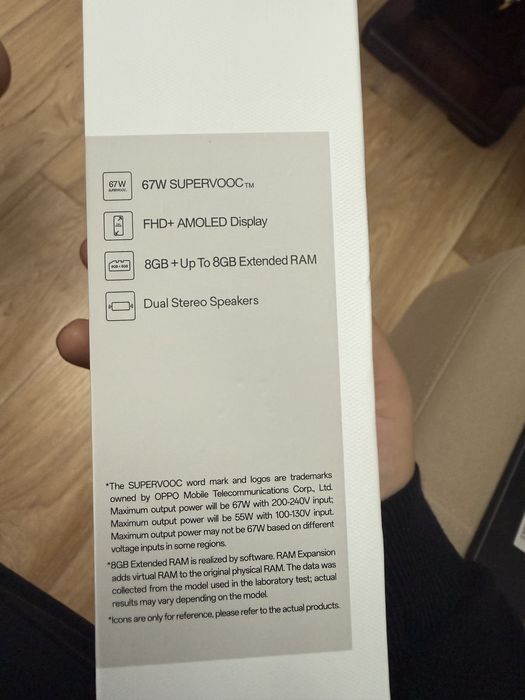 67W
SUPERVOOC
67W SUPERVOOC™
FHD+ AMOLED Display
8GB+8GB
8GB + Up To 8GB Extended RAM
Dual Stereo Speakers
*The SUPERVOOC word mark and logos are trademarks
owned by OPPO Mobile Telecommunications Corp., Ltd.
Maximum output power will be 67W with 200-240V input;
Maximum output power will be 55W with 100-130V input.
Maximum output power may not be 67W based on different
voltage inputs in some regions.
*8GB Extended RAM is realized by software. RAM Expansion
adds virtual RAM to the original physical RAM. The data was
collected from the model used in the laboratory test; actual
results may vary depending on the model.
*Icons are only for reference, please refer to the actual products.